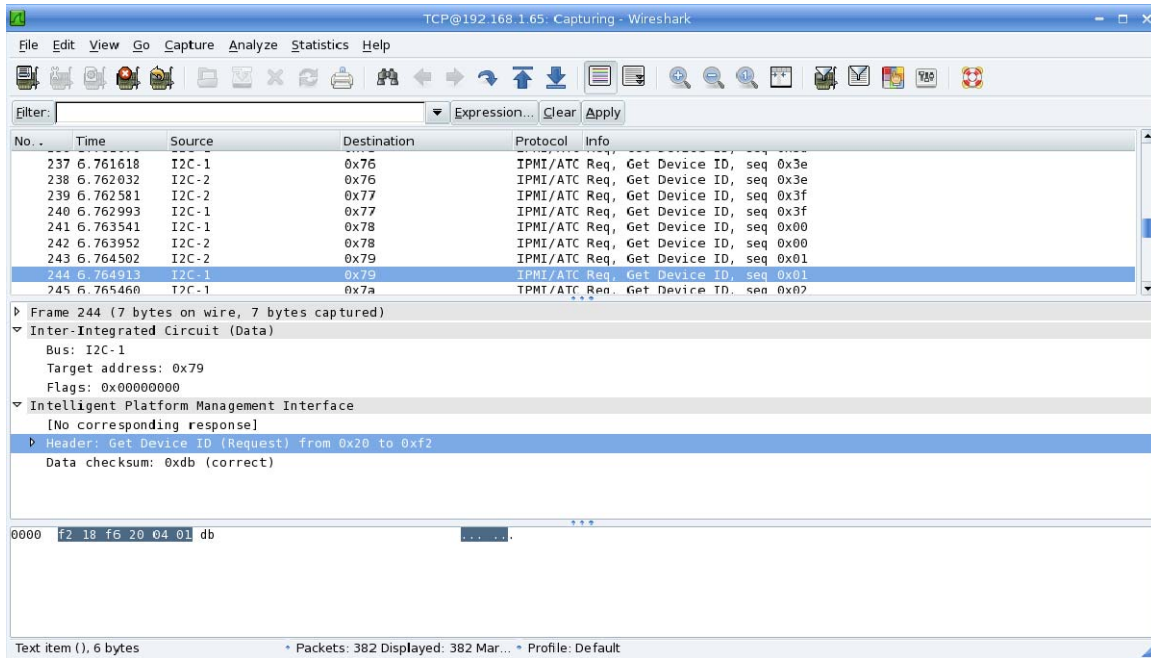 TCP@192.168.1.65: Capturing - Wireshark
File Edit View Go Capture Analyze Statistics Help
Filter: Expression... Clear Apply
No. . Time Source Destination Protocol Info
237 6.761618 I2C-1 0x76 IPMI/ATC Req, Get Device ID, seq 0x3e
238 6.762032 I2C-2 0x76 IPMI/ATC Req, Get Device ID, seq 0x3e
239 6.762581 I2C-2 0x77 IPMI/ATC Req, Get Device ID, seq 0x3f
240 6.762993 I2C-1 0x77 IPMI/ATC Req, Get Device ID, seq 0x3f
241 6.763541 I2C-1 0x78 IPMI/ATC Req, Get Device ID, seq 0x00
242 6.763952 I2C-2 0x78 IPMI/ATC Req, Get Device ID, seq 0x00
243 6.764502 I2C-2 0x79 IPMI/ATC Req, Get Device ID, seq 0x01
244 6.764913 I2C-1 0x79 IPMI/ATC Req, Get Device ID, seq 0x01
245 6.765460 I2C-1 0x7a IPMI/ATC Req, Get Device ID, seq 0x02
Frame 244 (7 bytes on wire, 7 bytes captured)
Inter-Integrated Circuit (Data)
Bus: I2C-1
Target address: 0x79
Flags: 0x00000000
Intelligent Platform Management Interface
[No corresponding response]
Header: Get Device ID (Request) from 0x20 to 0xf2
Data checksum: 0xdb (correct)
0000 f2 18 f6 20 04 01 db ... ...
Text item (), 6 bytes Packets: 382 Displayed: 382 Mar... Profile: Default